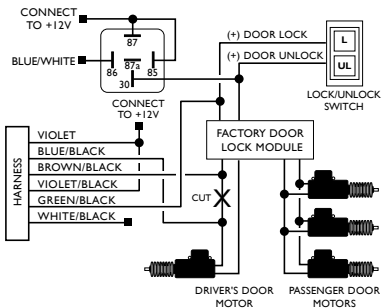 CONNECT
TO +12V
87
BLUE/WHITE
87a
86
85
30
(+) DOOR LOCK
(+) DOOR UNLOCK
L
UL
LOCK/UNLOCK
SWITCH
CONNECT
TO +12V
HARNESS
VIOLET
BLUE/BLACK
BROWN/BLACK
VIOLET/BLACK
GREEN/BLACK
WHITE/BLACK
FACTORY DOOR
LOCK MODULE
CUT
DRIVER'S DOOR
MOTOR
PASSENGER DOOR
MOTORS